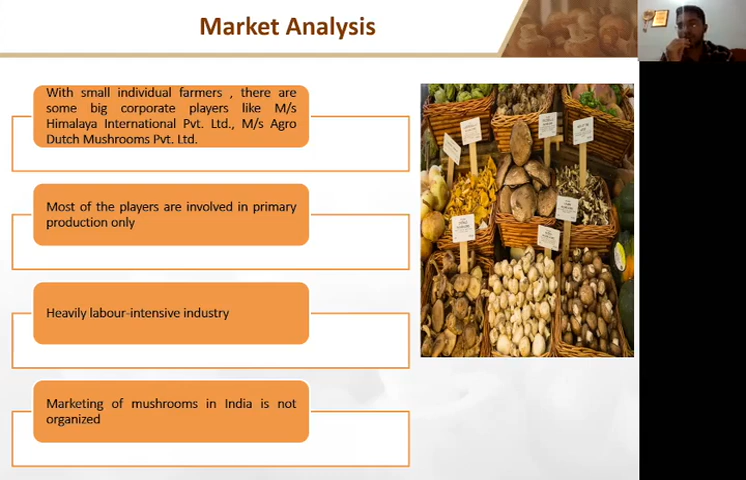 Market Analysis
With small individual farmers , there are
some big corporate players like M/s
Himalaya International Pvt. Ltd., M/s Agro
Dutch Mushrooms Pvt. Ltd.
Most of the players are involved in primary
production only
Heavily labour-intensive industry
Marketing of mushrooms in India is not
organized